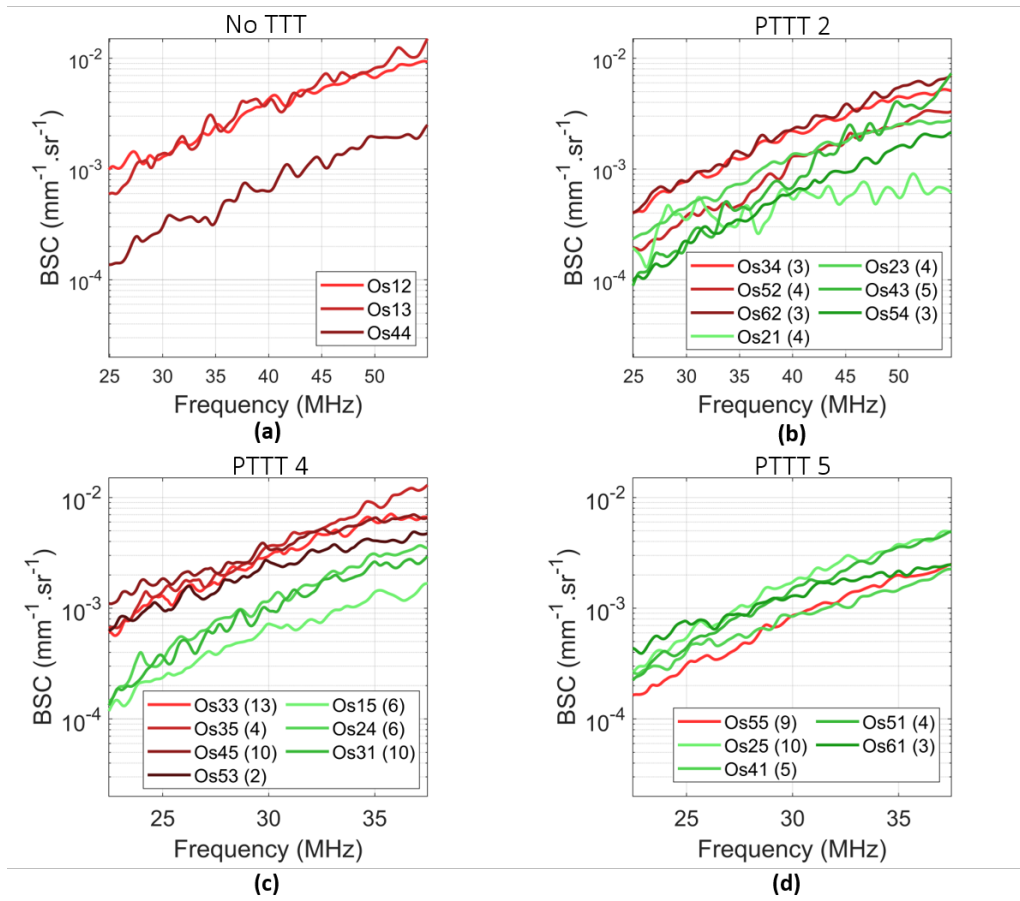 No TTT
BSC (mm-1.sr-1)
10-2
10-3
10-4
Os12
Os13
Os44
25 30 35 40 45 50
Frequency (MHz)
(a)
PTTT 2
BSC (mm-1.sr-1)
10-2
10-3
10-4
Os34 (3) Os23 (4)
Os52 (4) Os43 (5)
Os62 (3) Os54 (3)
Os21 (4)
25 30 35 40 45 50
Frequency (MHz)
(b)
PTTT 4
BSC (mm-1.sr-1)
10-2
10-3
10-4
Os33 (13) Os15 (6)
Os35 (4) Os24 (6)
Os45 (10) Os31 (10)
Os53 (2)
25 30 35
Frequency (MHz)
(c)
PTTT 5
BSC (mm-1.sr-1)
10-2
10-3
10-4
Os55 (9) Os51 (4)
Os25 (10) Os61 (3)
Os41 (5)
25 30 35
Frequency (MHz)
(d)